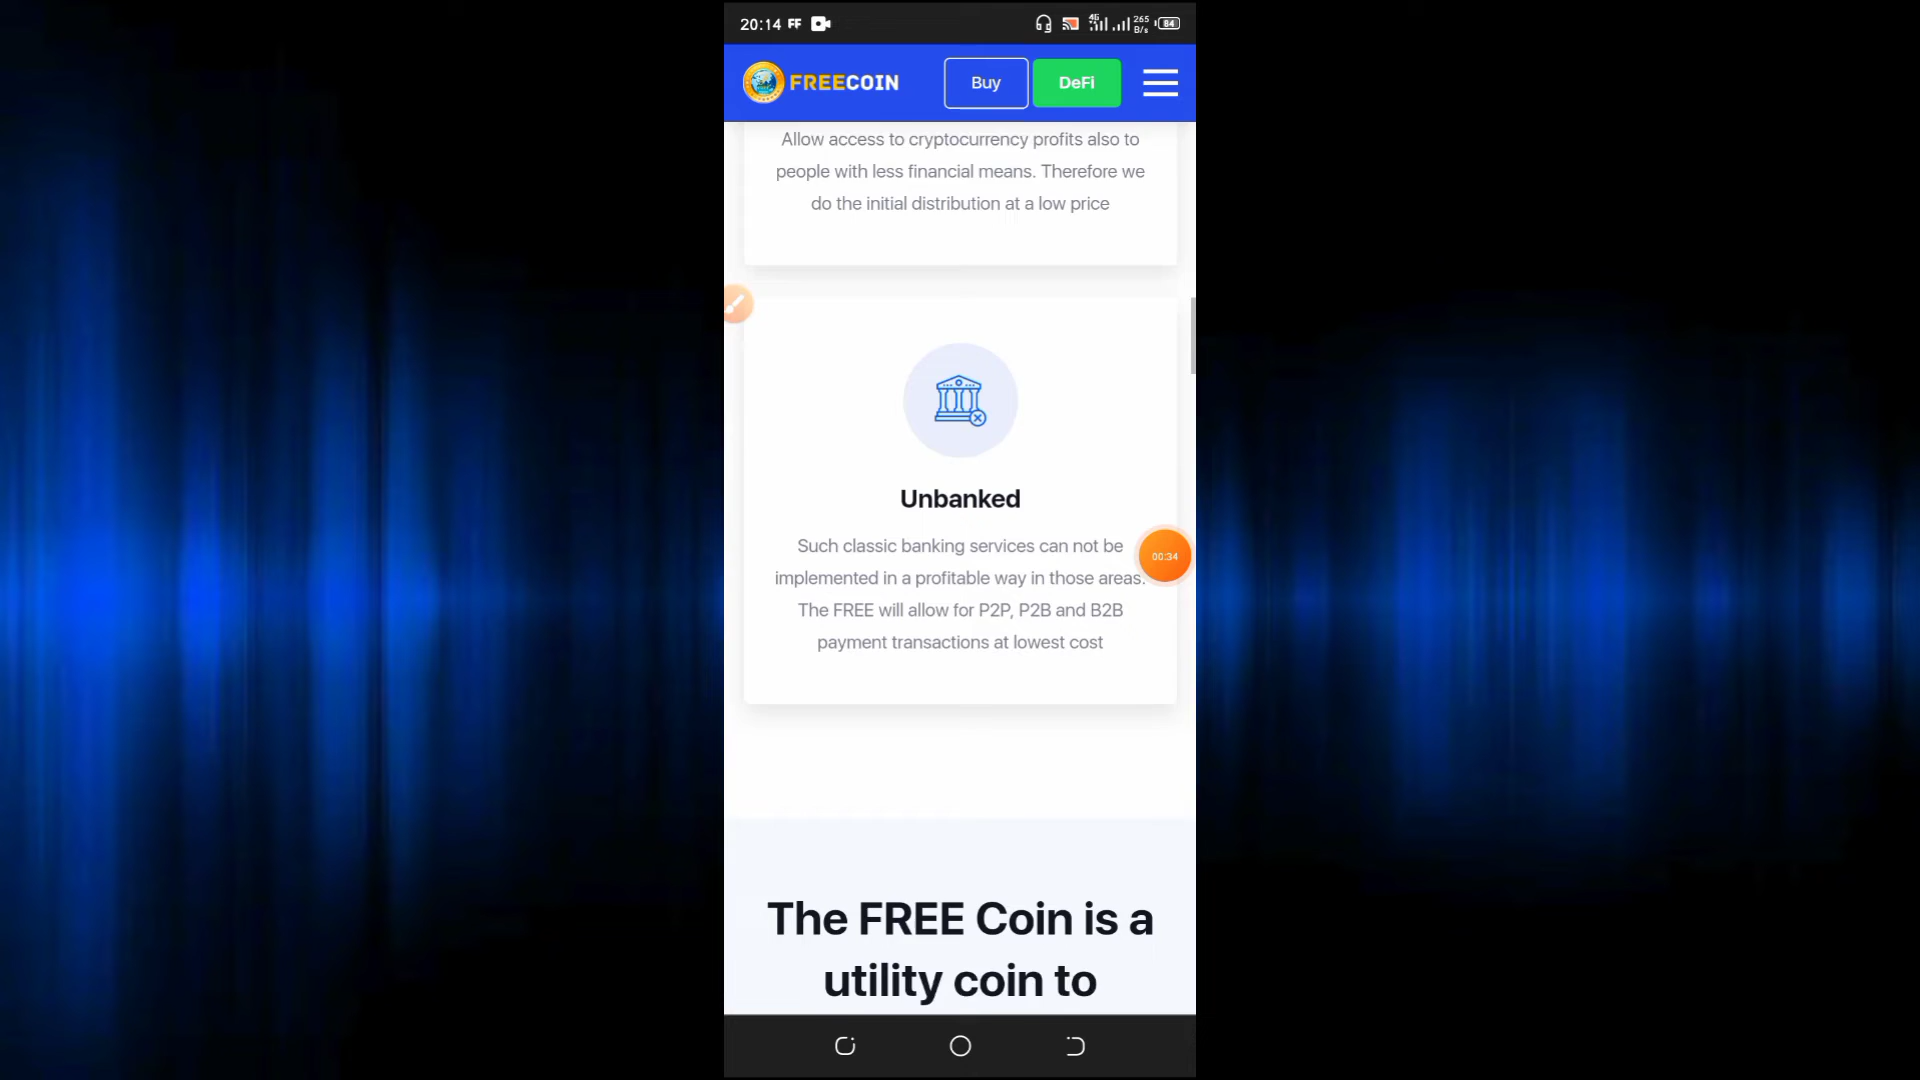 20:14 FF
4G
265
B/s
84
FREECOIN
Buy
DeFi
Allow access to cryptocurrency profits also to
people with less financial means. Therefore we
do the initial distribution at a low price
Unbanked
Such classic banking services can not be
implemented in a profitable way in those areas.
The FREE will allow for P2P, P2B and B2B
payment transactions at lowest cost
00:34
The FREE Coin is a
utility coin to